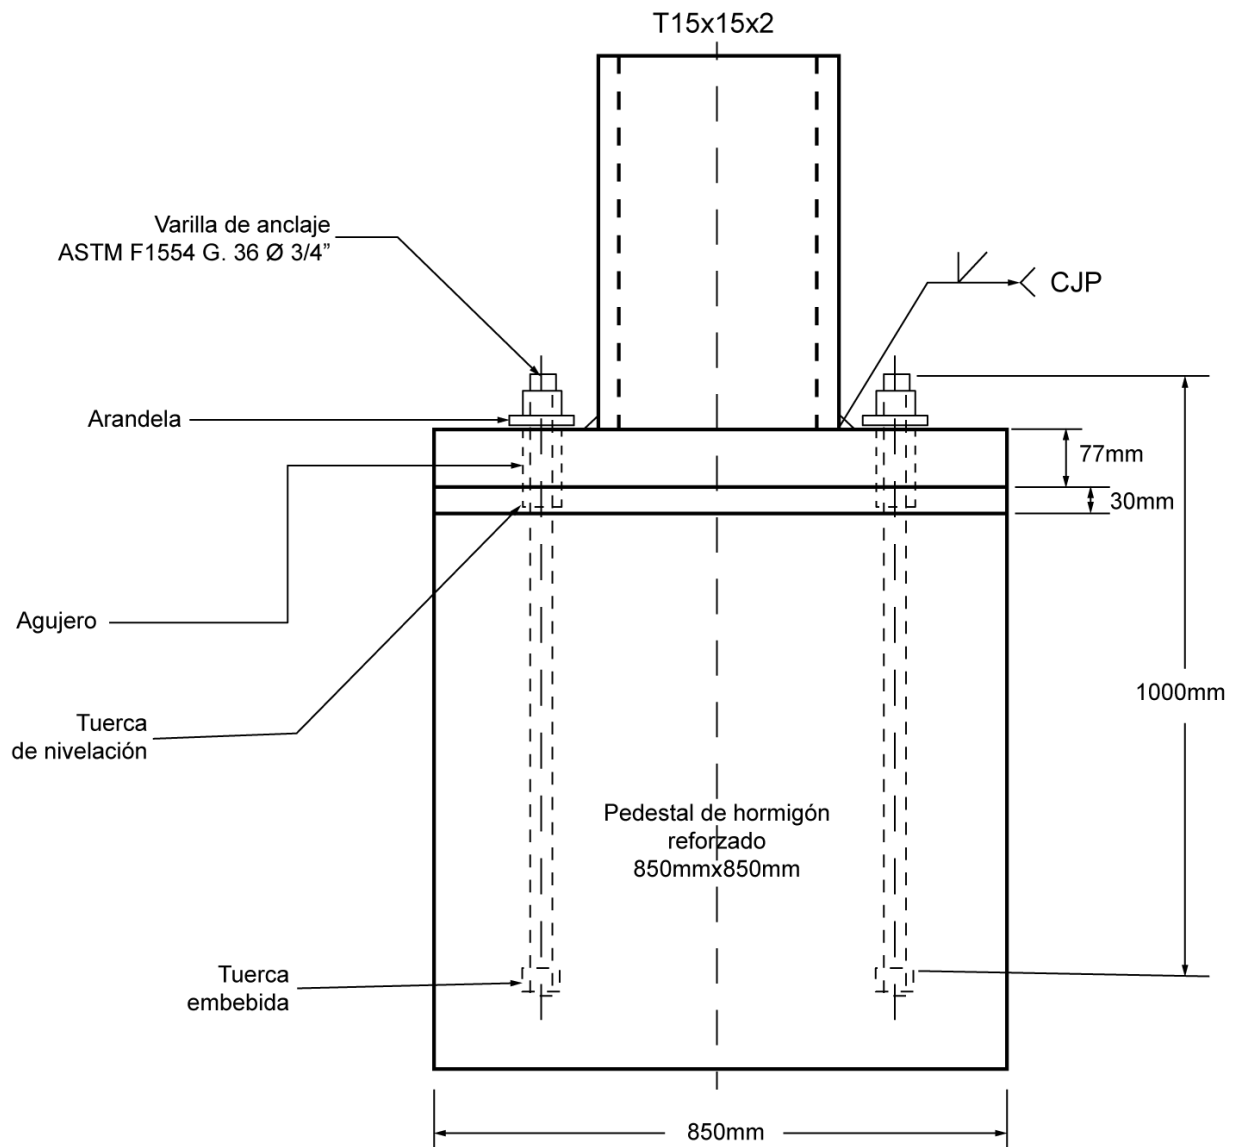 T15x15x2
Varilla de anclaje
ASTM F1554 G. 36 Ø 3/4”
CJP
Arandela
77mm
30mm
Agujero
1000mm
Tuerca
de nivelación
Pedestal de hormigón
reforzado
850mmx850mm
Tuerca
embebida
850mm